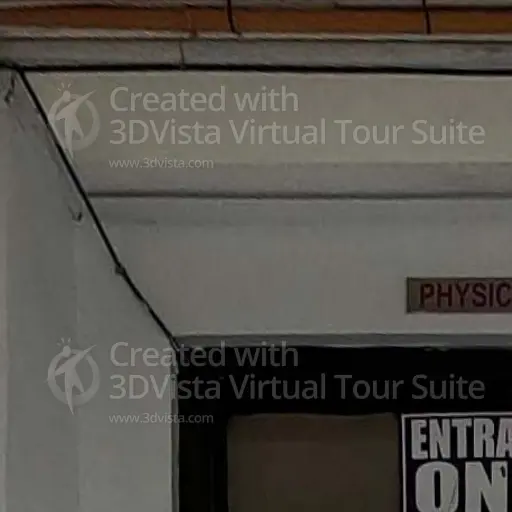 Created with
3DVista Virtual Tour Suite
www.3dvista.com
PHYSIC
Created with
3DVista Virtual Tour Suite
www.3dvista.com
ENTRA
ON